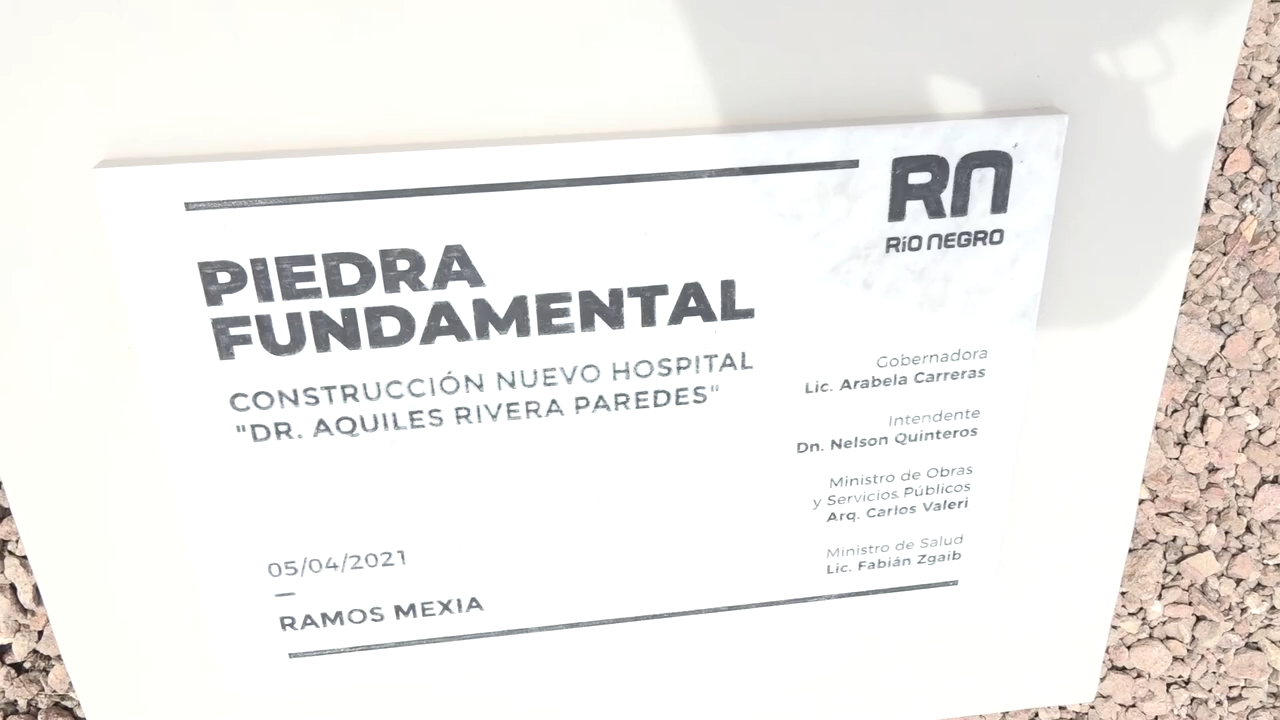 RN
RÍO NEGRO
PIEDRA
FUNDAMENTAL
CONSTRUCCIÓN NUEVO HOSPITAL
"DR. AQUILES RIVERA PAREDES"
Gobernadora
Lic. Arabela Carreras
Intendente
Dn. Nelson Quinteros
Ministro de Obras
y Servicios Públicos
Arq. Carlos Valeri
Ministro de Salud
Lic. Fabián Zgaib
05/04/2021
—
RAMOS MEXIA